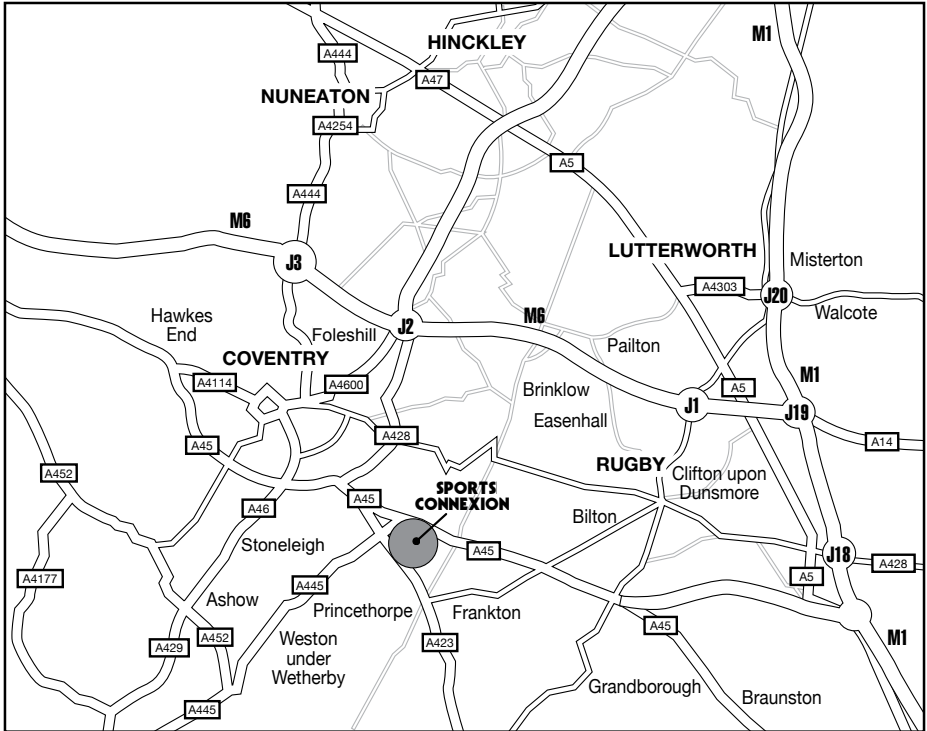 M1
HINCKLEY
A444
A47
NUNEATON
A4254
A5
A444
M6
LUTTERWORTH
J3
Misterton
A4303
J20
Walcote
Hawkes
End
Foleshill
J2
M6
Pailton
COVENTRY
A4114
A4600
Brinklow
A5
M1
Easenhall
J1
J19
A45
A428
A14
RUGBY
Clifton upon
Dunsmore
A452
SPORTS
CONNEXION
A45
A46
Bilton
Stoneleigh
A45
J18
A428
A4177
A445
A5
Ashow
Princethorpe
Frankton
A452
A429
Weston
under
Wetherby
A423
A45
M1
Grandborough
Braunston
A445